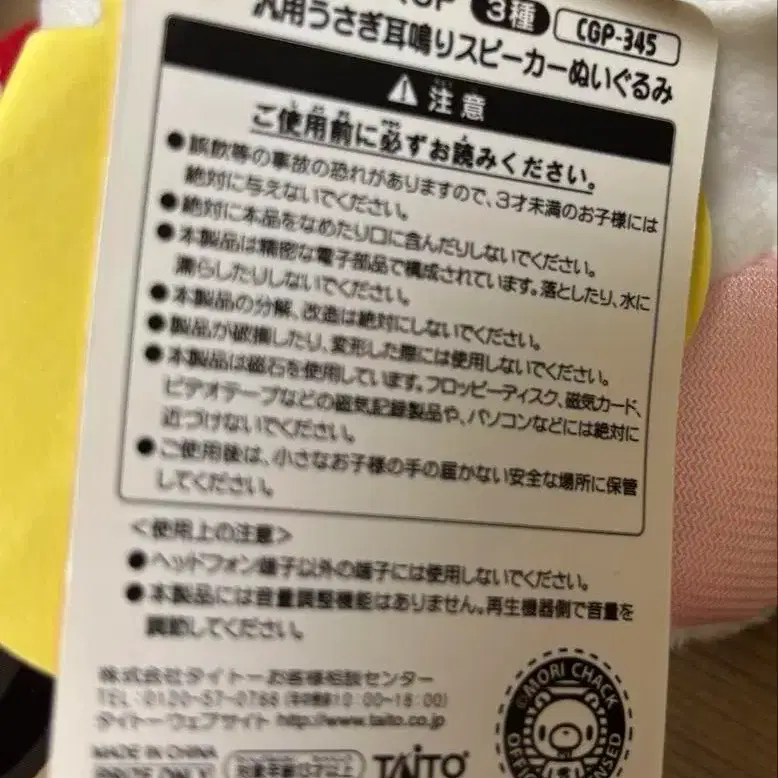 3種 CGP-345
汎用うさぎ耳鳴りスピーカーぬいぐるみ
注意
ご使用前に必ずお読みください。
●誤飲等の事故の恐れがありますので、3才未満のお子様には
絶対に与えないでください。
●絶対に本品をなめたり口に含んだりしないでください。
●本製品は精密な電子部品で構成されています。落としたり、水に
濡らしたりしないでください。
●本製品の分解、改造は絶対にしないでください。
●製品が破損したり、変形した際には使用しないでください。
●本製品は磁石を使用しています。フロッピーディスク、磁気カード、
ビデオテープなどの磁気記録製品や、パソコンなどには絶対に
近づけないでください。
●ご使用後は、小さなお子様の手の届かない安全な場所に保管
してください。
<使用上の注意>
●ヘッドフォン端子以外の端子には使用しないでください。
●本製品には音量調整機能はありません。再生機器側で音量を
調節してください。
株式会社タイトーお客様相談センター
TEL:0120-57-0766 (10:00~18:00)
タイトーウェブサイト http://www.taito.co.jp
MADE IN CHINA
PRIZE ONLY 対象年齢15才以上 TAITO
©MORI CHACK